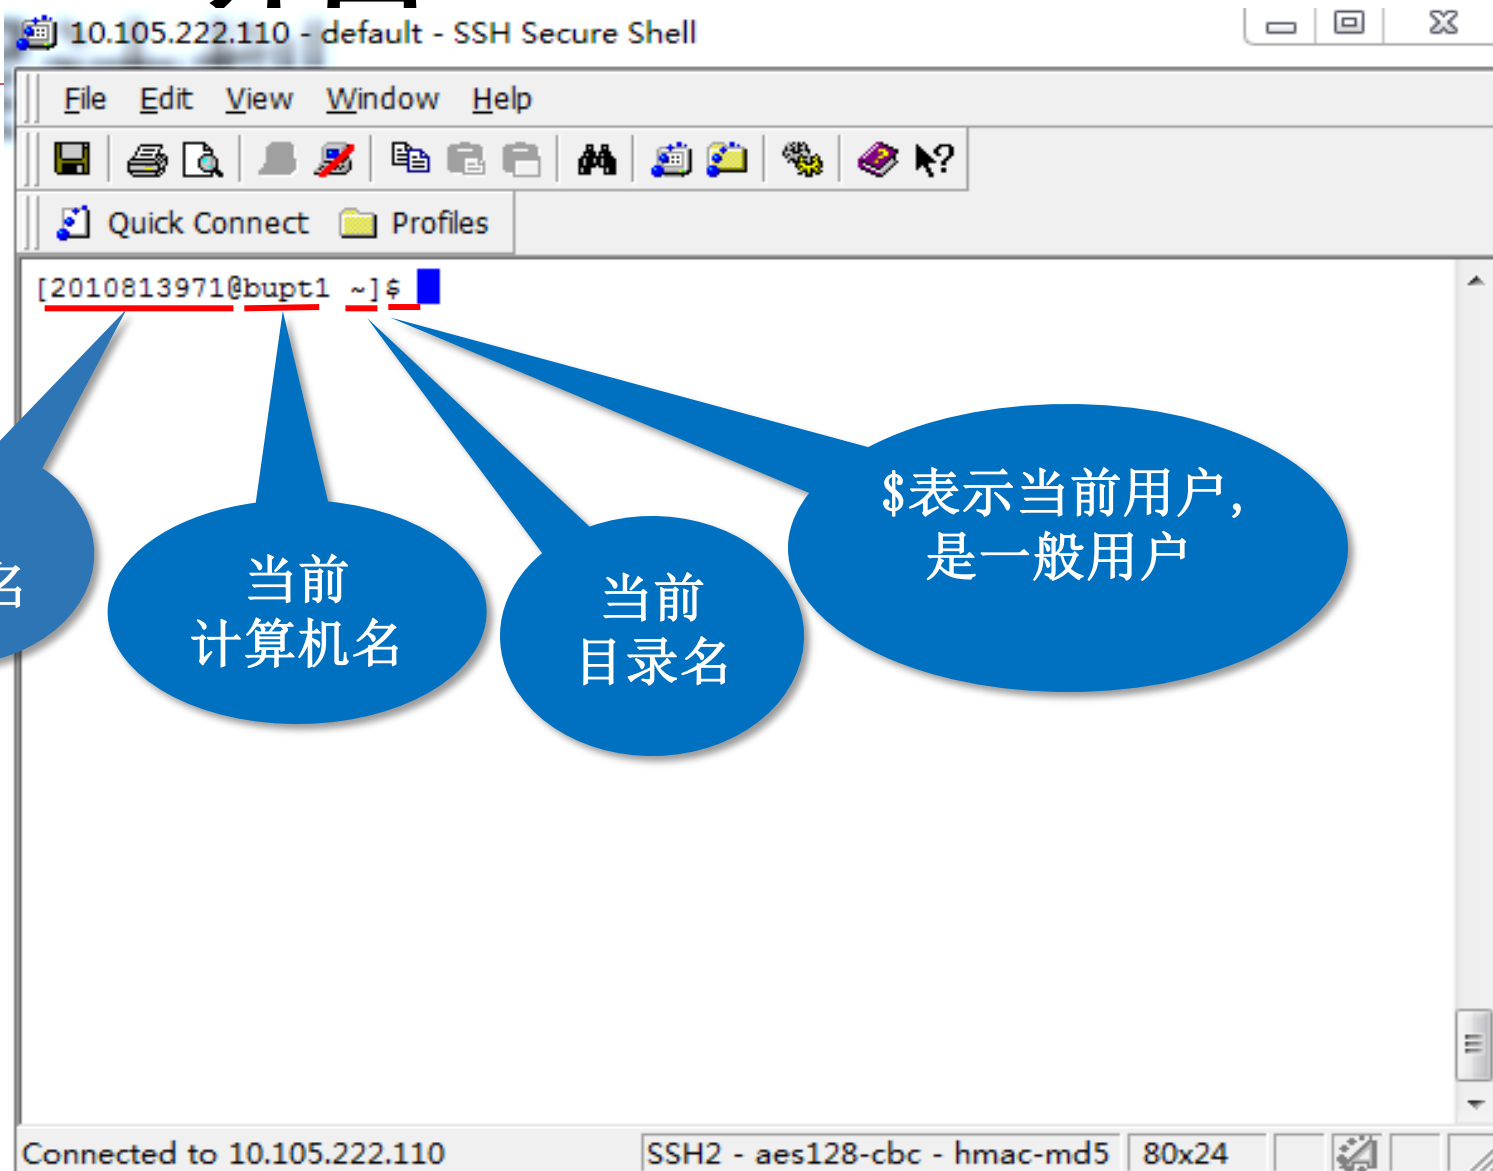 10.105.222.110 - default - SSH Secure Shell
File Edit View Window Help
Quick Connect Profiles
[2010813971@bupt1 ~]$
$表示当前用户,
是一般用户
当前
计算机名
当前
目录名
名
Connected to 10.105.222.110
SSH2 - aes128-cbc - hmac-md5
80x24